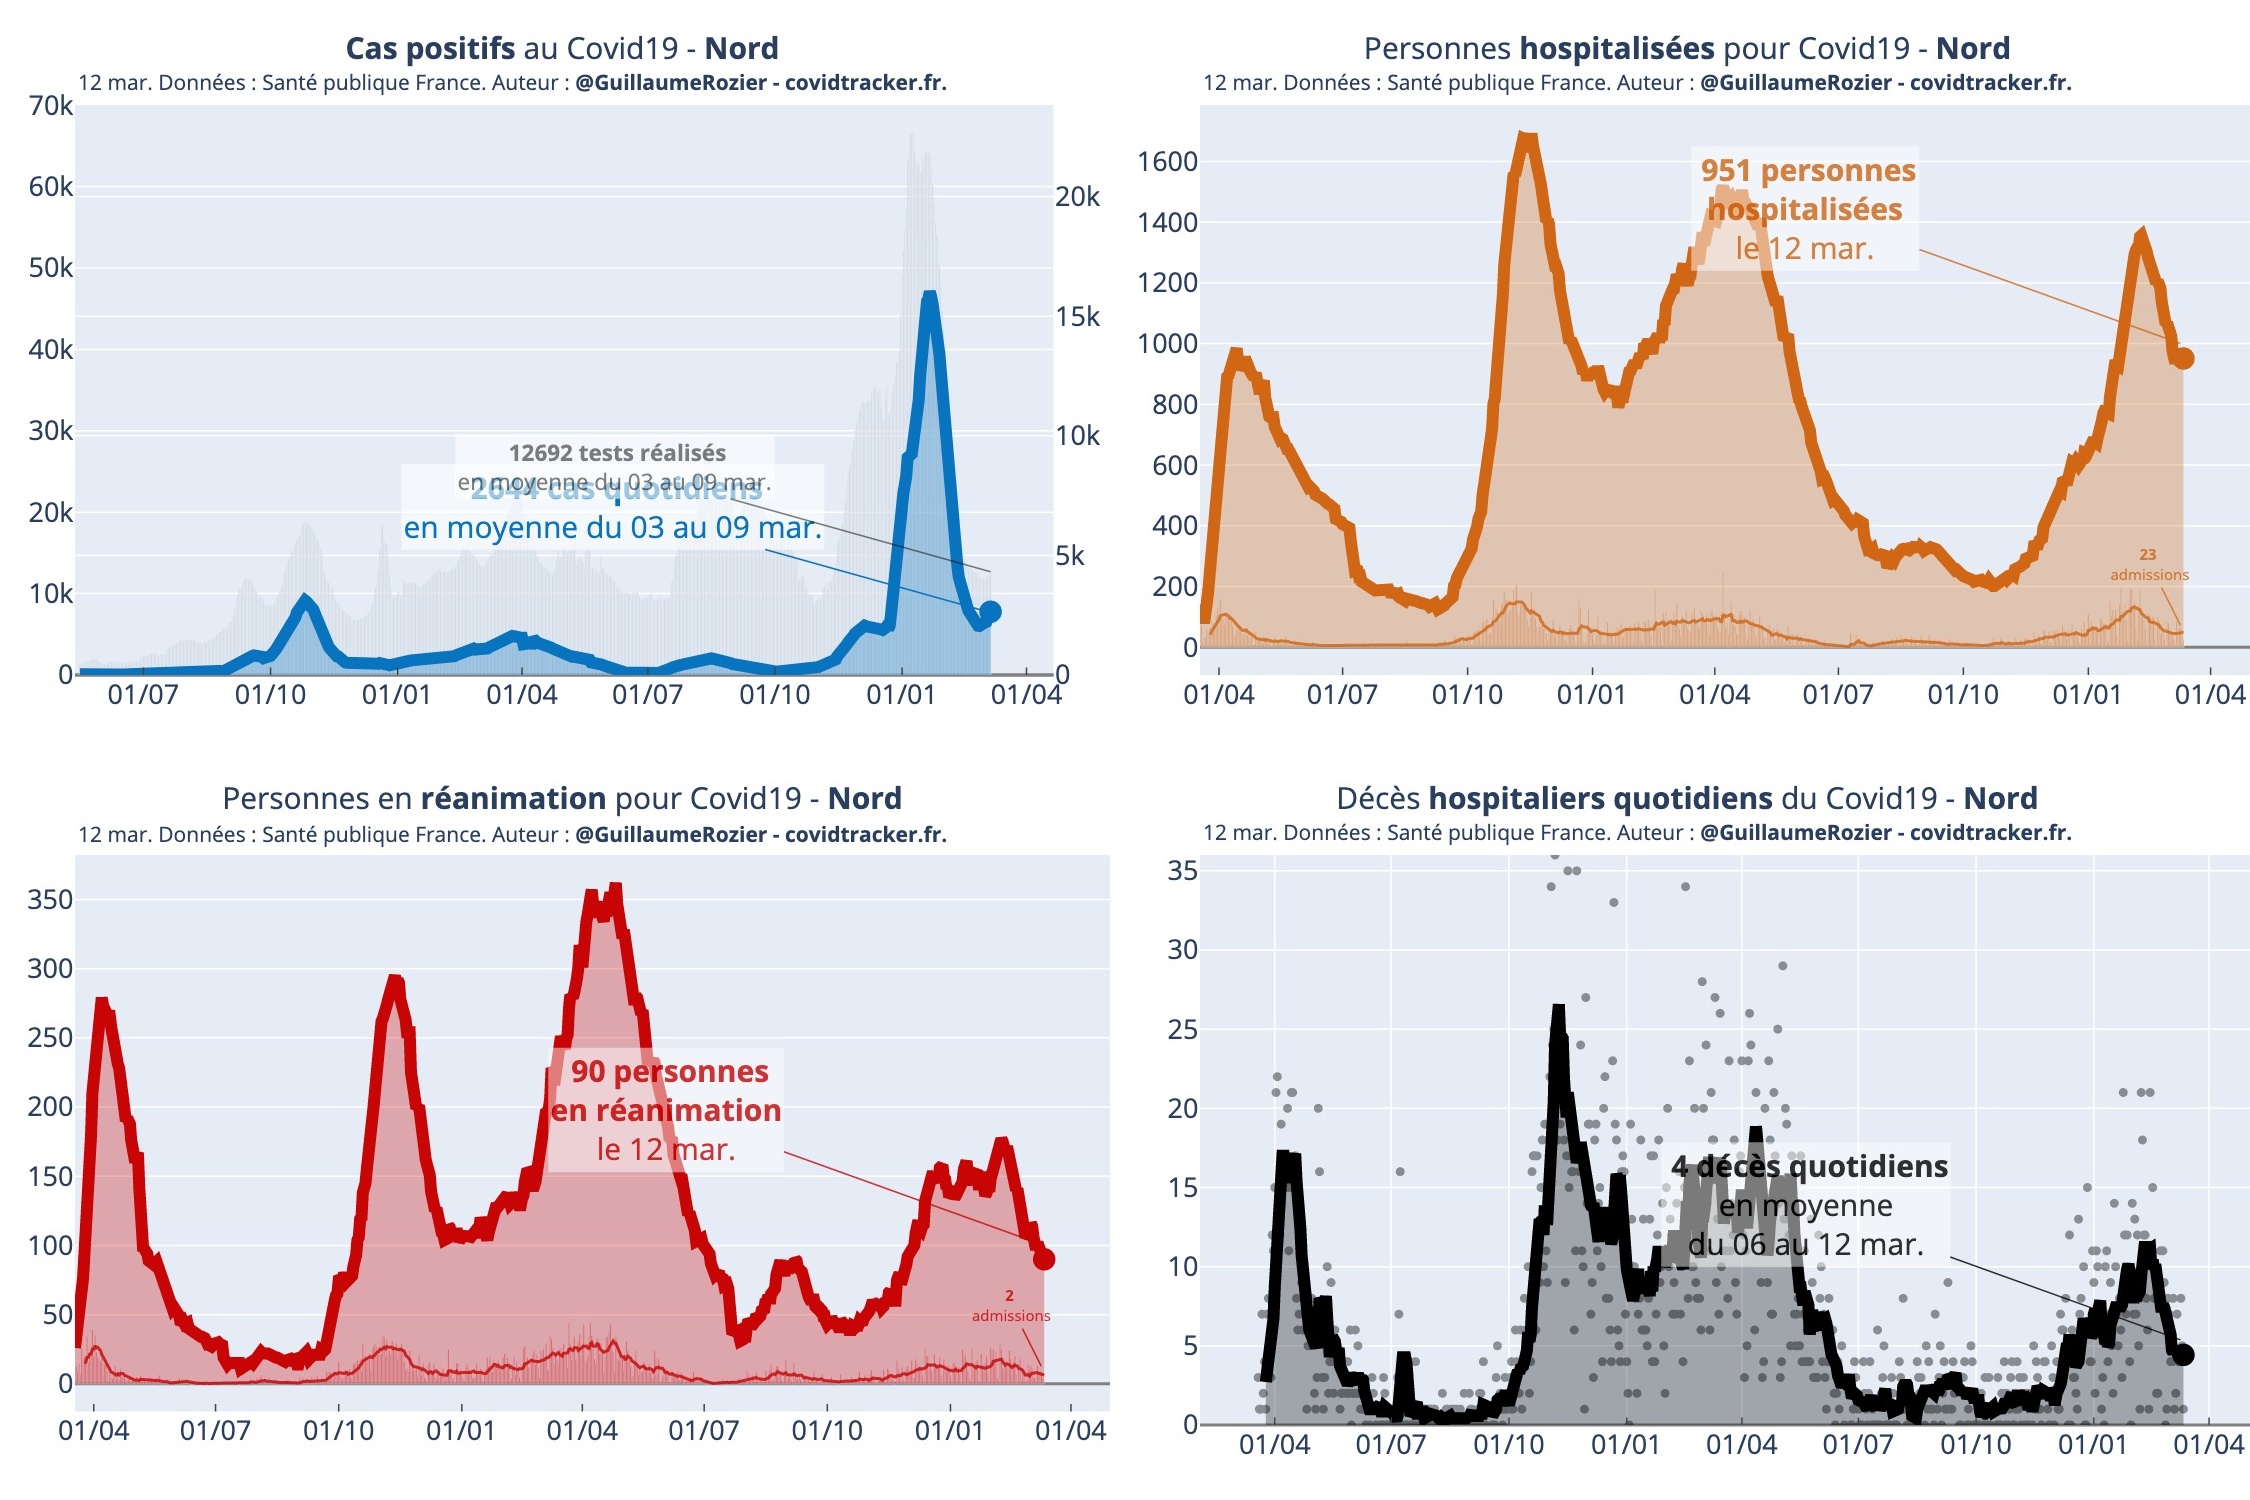 Cas positifs au Covid19 - Nord
12 mar. Données : Santé publique France. Auteur : @GuillaumeRozier - covidtracker.fr.
70k
60k
50k
40k
30k
20k
10k
0
20k
15k
10k
5k
0
12692 tests réalisés
en moyenne du 03 au 09 mar.
2644 cas quotidiens
en moyenne du 03 au 09 mar.
01/07 01/10 01/01 01/04 01/07 01/10 01/01 01/04
Personnes hospitalisées pour Covid19 - Nord
12 mar. Données : Santé publique France. Auteur : @GuillaumeRozier - covidtracker.fr.
1600
1400
1200
1000
800
600
400
200
0
951 personnes
hospitalisées
le 12 mar.
23
admissions
01/04 01/07 01/10 01/01 01/04 01/07 01/10 01/01 01/04
Personnes en réanimation pour Covid19 - Nord
12 mar. Données : Santé publique France. Auteur : @GuillaumeRozier - covidtracker.fr.
350
300
250
200
150
100
50
0
90 personnes
en réanimation
le 12 mar.
2
admissions
01/04 01/07 01/10 01/01 01/04 01/07 01/10 01/01 01/04
Décès hospitaliers quotidiens du Covid19 - Nord
12 mar. Données : Santé publique France. Auteur : @GuillaumeRozier - covidtracker.fr.
35
30
25
20
15
10
5
0
4 décès quotidiens
en moyenne
du 06 au 12 mar.
01/04 01/07 01/10 01/01 01/04 01/07 01/10 01/01 01/04